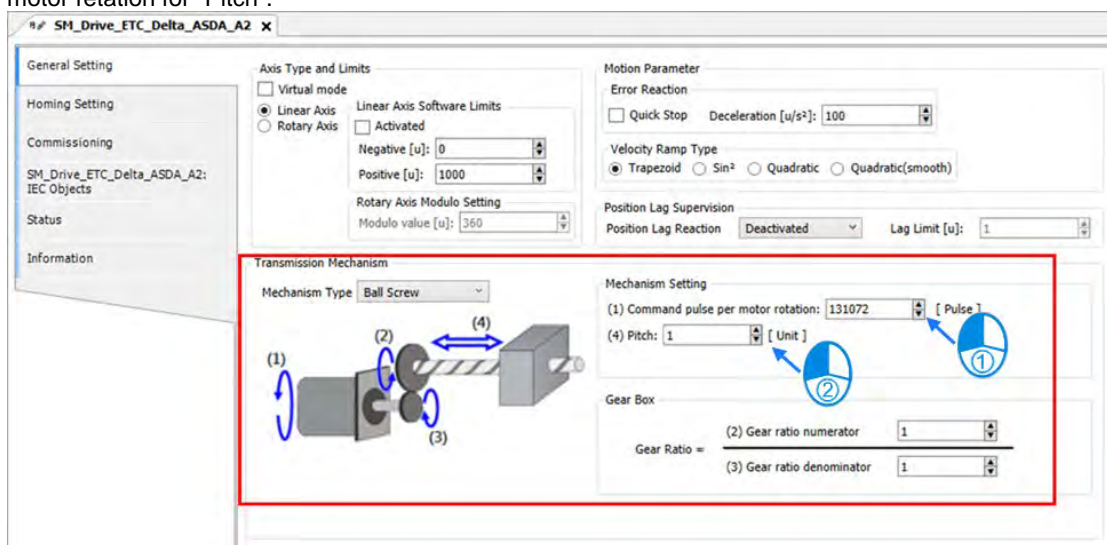 motor rotation for "Pitch".
SM_Drive_ETC_Delta_ASDA_A2 X
General Setting
Homing Setting
Commissioning
SM_Drive_ETC_Delta_ASDA_A2:
IEC Objects
Status
Information
Axis Type and Limits
Virtual mode
Linear Axis
Rotary Axis
Linear Axis Software Limits
Activated
Negative [u]: 0
Positive [u]: 1000
Rotary Axis Modulo Setting
Modulo value [u]: 360
Motion Parameter
Error Reaction
Quick Stop Deceleration [u/s²]: 100
Velocity Ramp Type
Trapezoid Sin² Quadratic Quadratic(smooth)
Position Lag Supervision
Position Lag Reaction Deactivated Lag Limit [u]: 1
Transmission Mechanism
Mechanism Type Ball Screw
(1)
(2)
(4)
(3)
Mechanism Setting
(1) Command pulse per motor rotation: 131072 [ Pulse ]
(4) Pitch: 1 [ Unit ]
①
②
Gear Box
Gear Ratio =
(2) Gear ratio numerator 1
(3) Gear ratio denominator 1